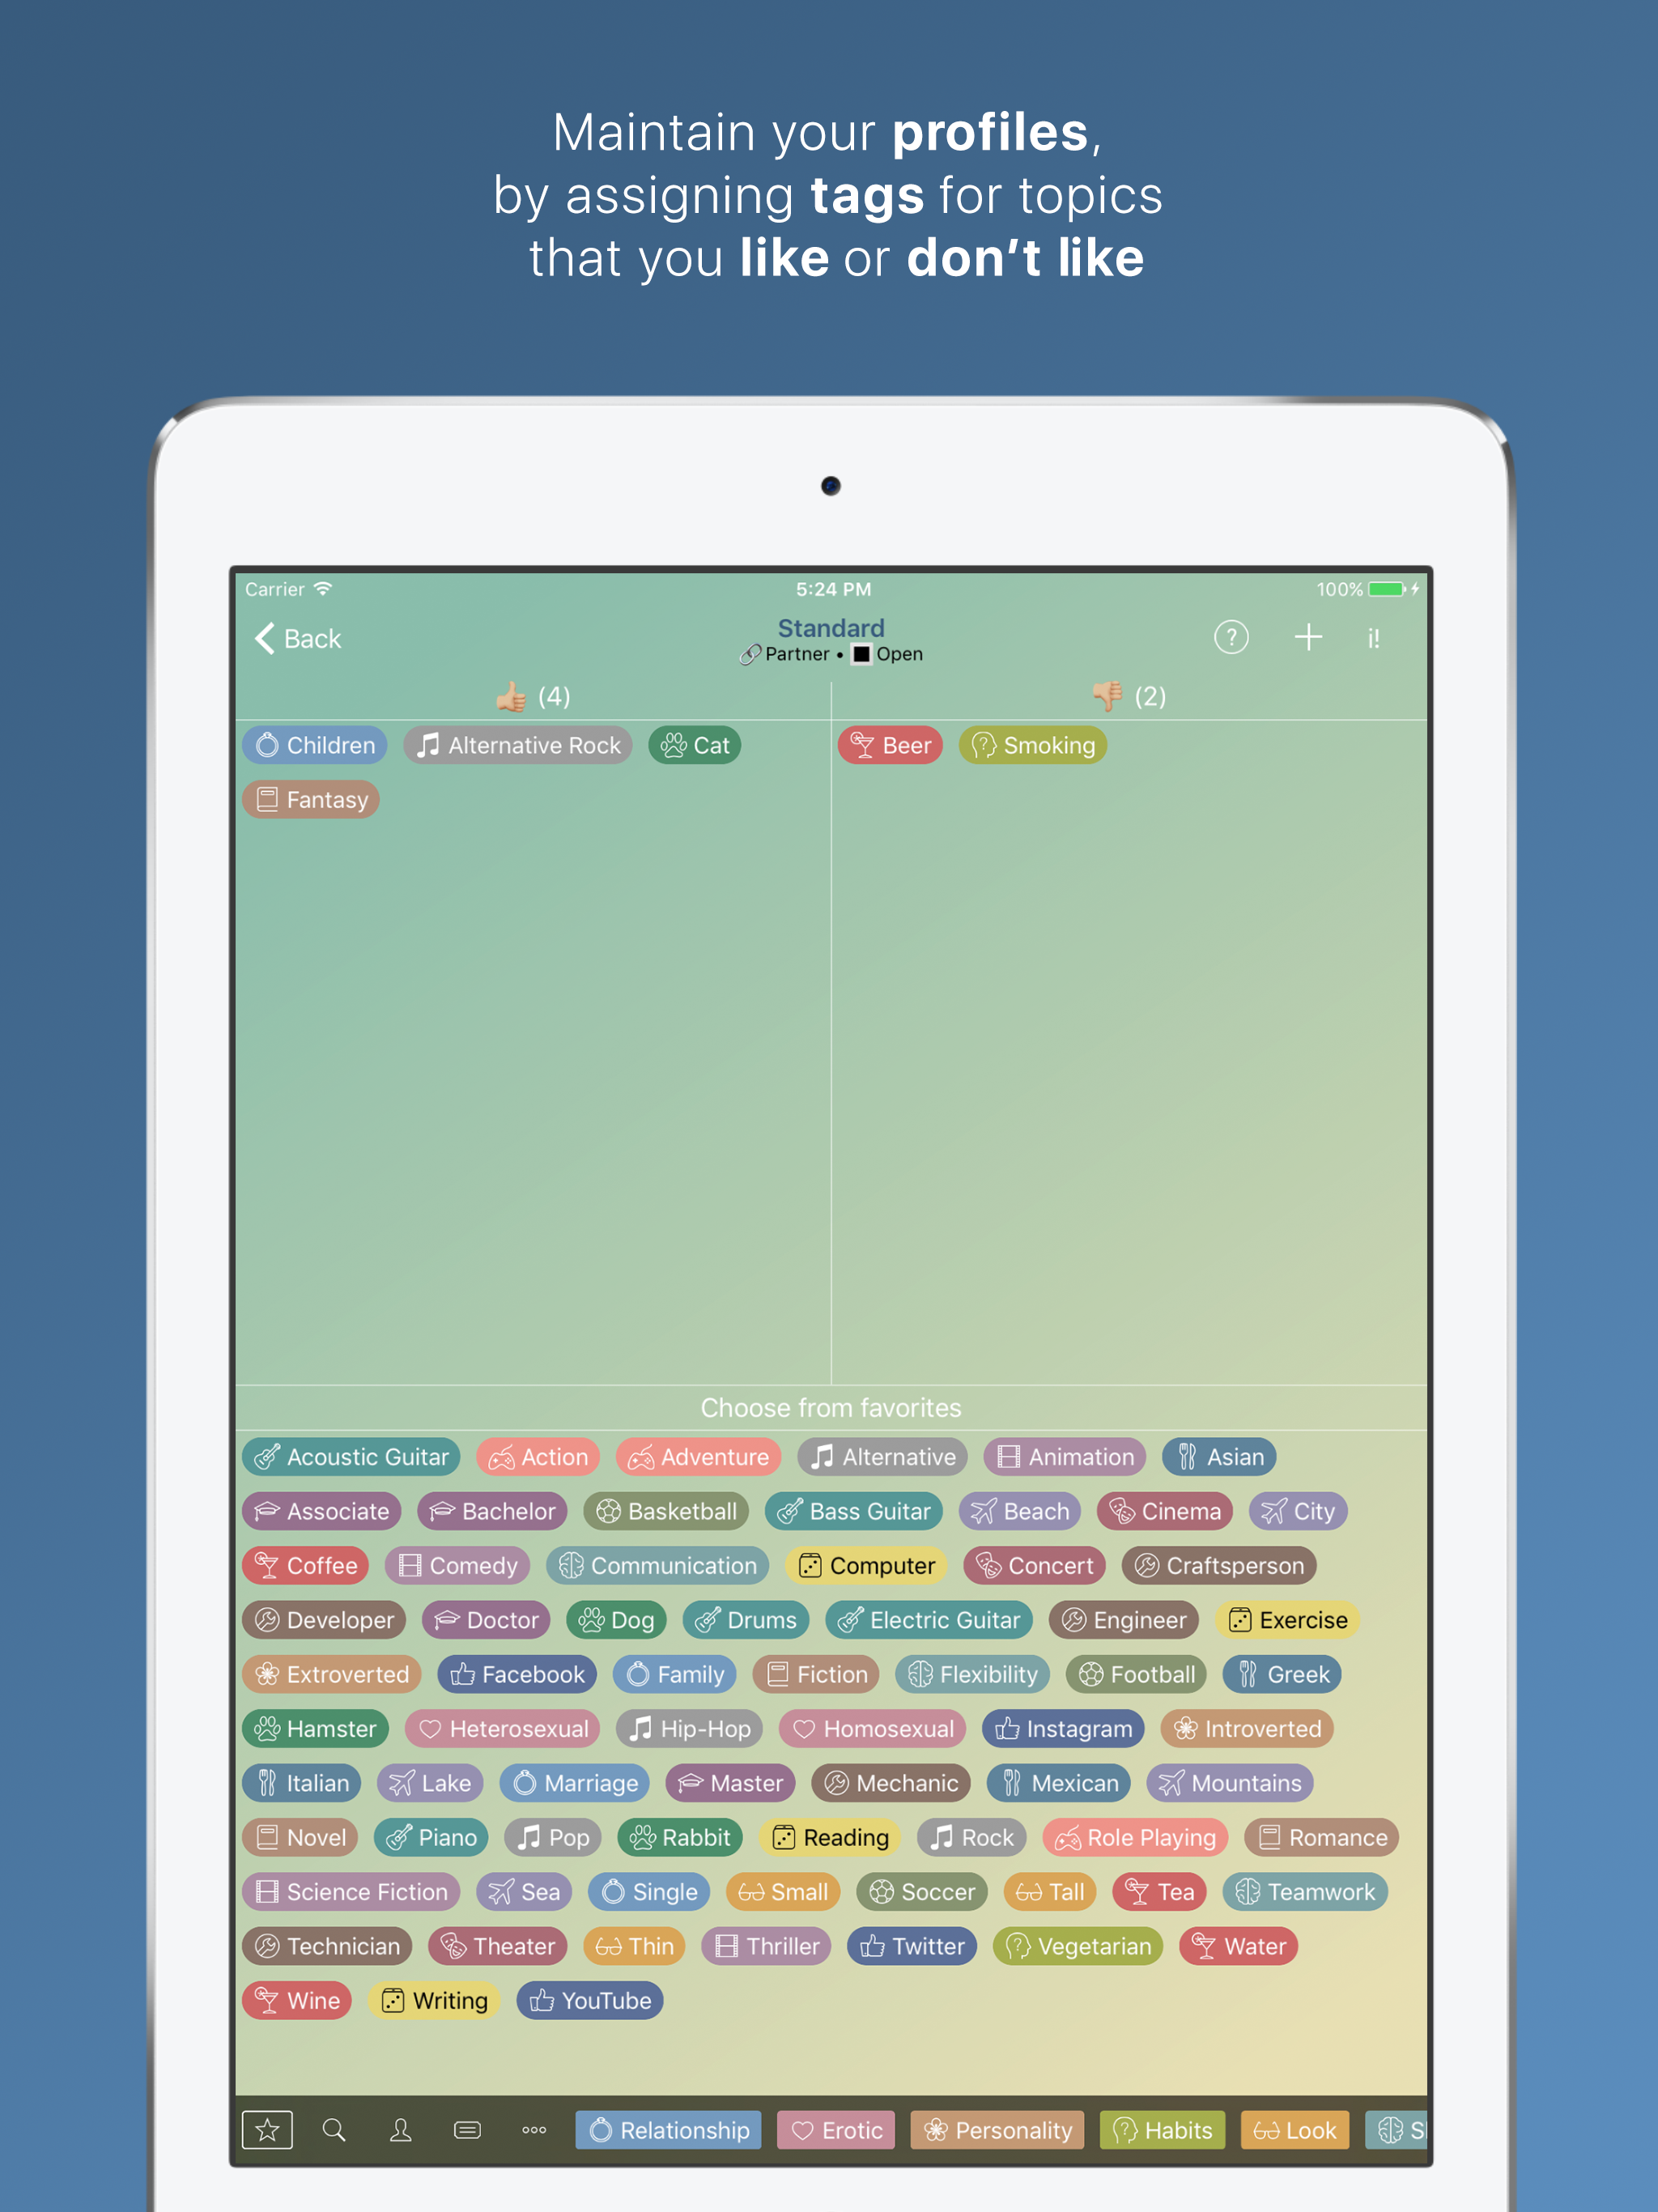 Maintain your profiles,
by assigning tags for topics
that you like or don't like
Carrier 5:24 PM 100%
Back Standard ? + i!
Partner • Open
(4) (2)
Children Alternative Rock Cat Beer Smoking
Fantasy
Choose from favorites
Acoustic Guitar Action Adventure Alternative Animation Asian
Associate Bachelor Basketball Bass Guitar Beach Cinema City
Coffee Comedy Communication Computer Concert Craftsperson
Developer Doctor Dog Drums Electric Guitar Engineer Exercise
Extroverted Facebook Family Fiction Flexibility Football Greek
Hamster Heterosexual Hip-Hop Homosexual Instagram Introverted
Italian Lake Marriage Master Mechanic Mexican Mountains
Novel Piano Pop Rabbit Reading Rock Role Playing Romance
Science Fiction Sea Single Small Soccer Tall Tea Teamwork
Technician Theater Thin Thriller Twitter Vegetarian Water
Wine Writing YouTube
Relationship Erotic Personality Habits Look